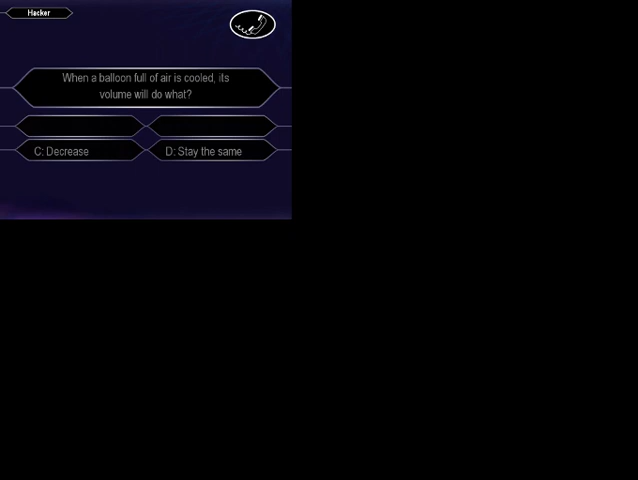 Hacker
When a balloon full of air is cooled, its
volume will do what?
C: Decrease
D: Stay the same